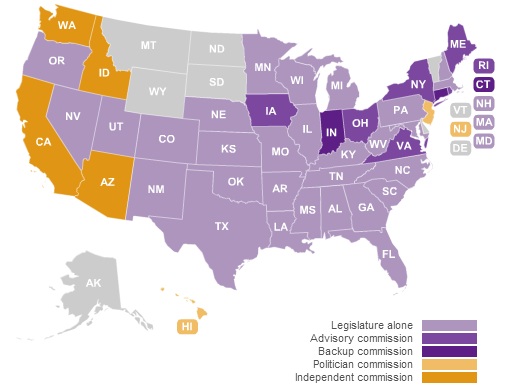 WA
ME
MT
ND
OR
MN
RI
ID
WI
NY
CT
SD
MI
WY
VT
NH
IA
PA
NJ
MA
NE
OH
DE
MD
NV
IL
IN
UT
WV
VA
CO
CA
KS
MO
KY
NC
TN
AZ
OK
NM
AR
SC
MS
AL
GA
TX
LA
FL
AK
HI
Legislature alone
Advisory commission
Backup commission
Politician commission
Independent commission